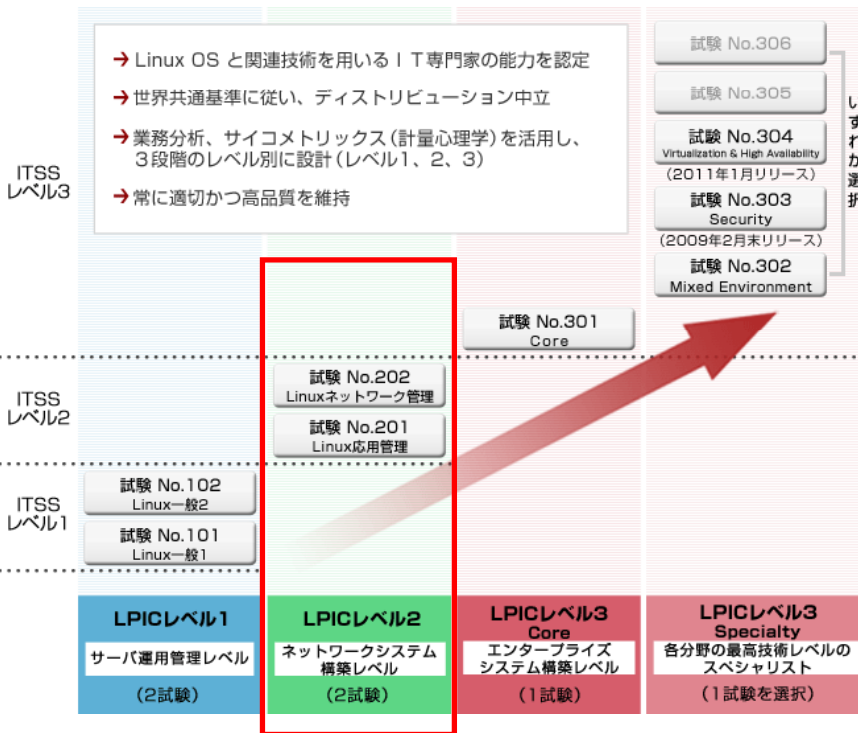 → Linux OS と関連技術を用いるIT専門家の能力を認定
→ 世界共通基準に従い、ディストリビューション中立
→ 業務分析、サイコメトリックス(計量心理学)を活用し、
3段階のレベル別に設計(レベル1、2、3)
→ 常に適切かつ高品質を維持
試験 No.306
試験 No.305
試験 No.304
Virtualization & High Availability
(2011年1月リリース)
試験 No.303
Security
(2009年2月末リリース)
試験 No.302
Mixed Environment
いずれか選択
ITSS
レベル3
試験 No.301
Core
ITSS
レベル2
試験 No.202
Linuxネットワーク管理
試験 No.201
Linux応用管理
ITSS
レベル1
試験 No.102
Linux一般2
試験 No.101
Linux一般1
LPICレベル1
サーバ運用管理レベル
(2試験)
LPICレベル2
ネットワークシステム
構築レベル
(2試験)
LPICレベル3
Core
エンタープライズ
システム構築レベル
(1試験)
LPICレベル3
Specialty
各分野の最高技術レベルの
スペシャリスト
(1試験を選択)